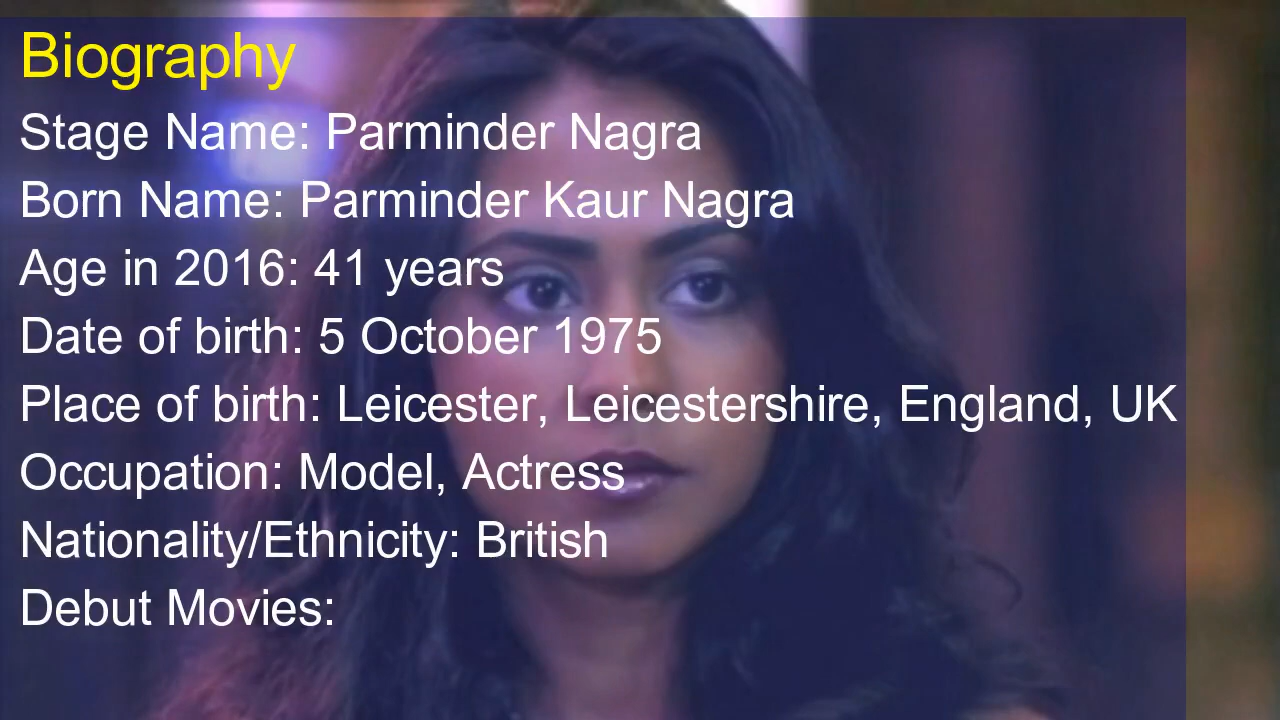 Biography
Stage Name: Parminder Nagra
Born Name: Parminder Kaur Nagra
Age in 2016: 41 years
Date of birth: 5 October 1975
Place of birth: Leicester, Leicestershire, England, UK
Occupation: Model, Actress
Nationality/Ethnicity: British
Debut Movies: